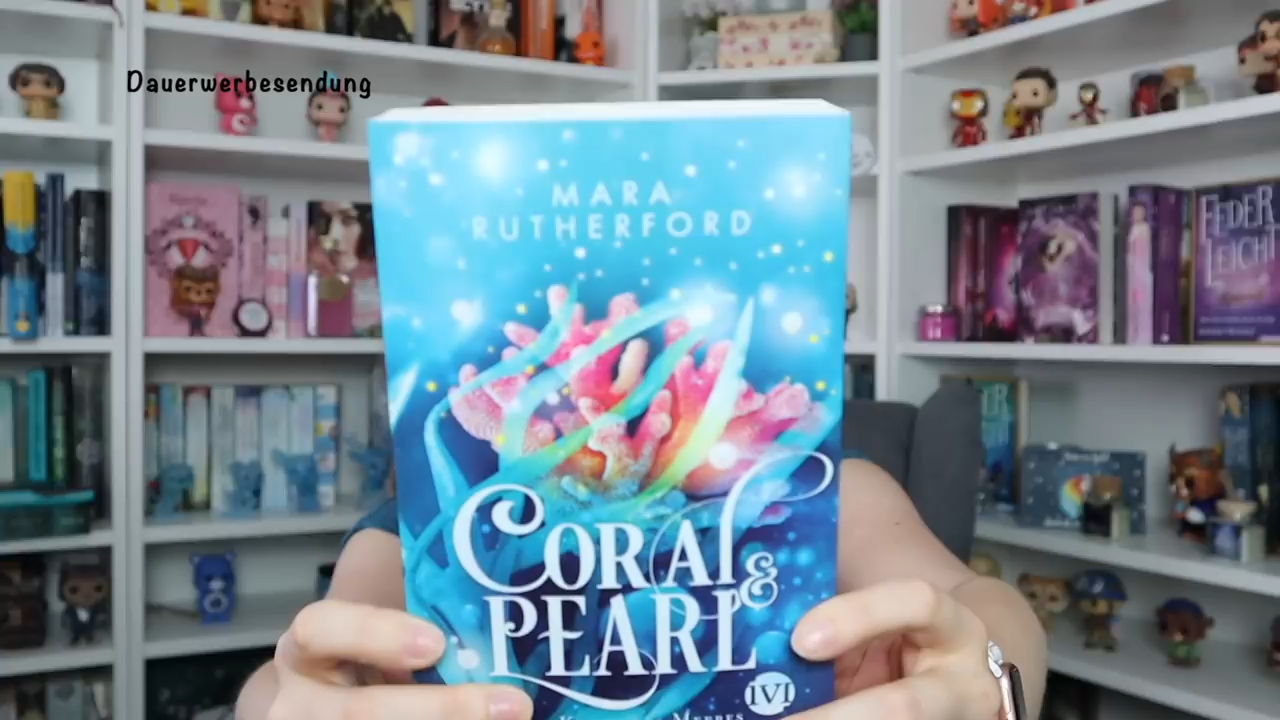 Dauerwerbesendung
MARA
RUTHERFORD
CORAL
&
PEARL
IVI
FEDER
LEICHT